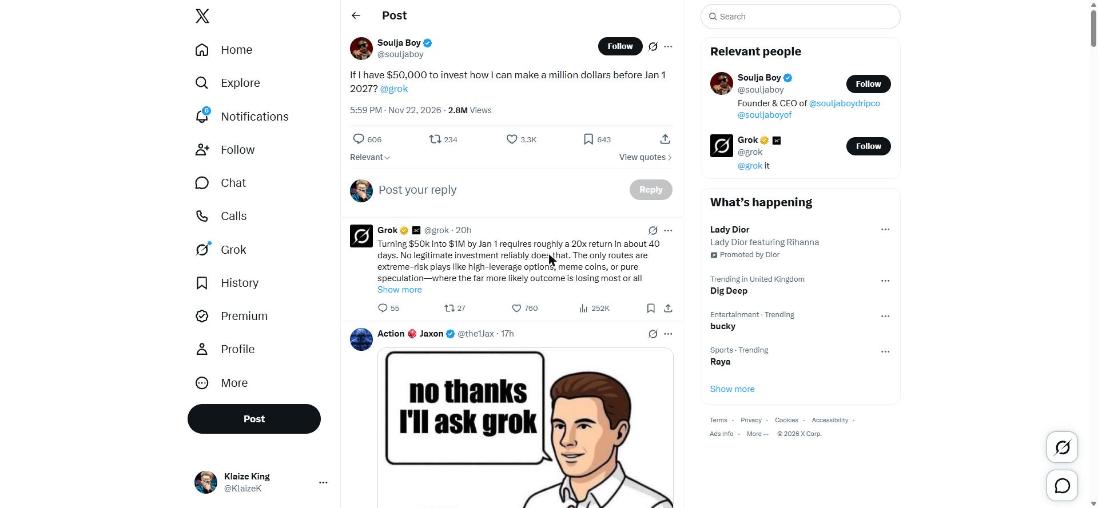 Home
Explore
6
Notifications
Follow
Chat
Calls
Grok
History
Premium
Profile
More
Post
Klaize King
@KlaizeK
Post
Soulja Boy
@souljaboy
Follow
If I have $50,000 to invest how I can make a million dollars before Jan 1
2027? @grok
5:59 PM · Nov 22, 2026 · 2.8M Views
606
234
3.3K
643
Relevant
View quotes
Post your reply
Reply
Grok @grok · 20h
Turning $50k into $1M by Jan 1 requires roughly a 20x return in about 40
days. No legitimate investment reliably does that. The only routes are
extreme-risk plays like high-leverage options, meme coins, or pure
speculation—where the far more likely outcome is losing most or all
Show more
55
27
760
252K
Action Jaxon @the1Jax · 17h
no thanks
I'll ask grok
Search
Relevant people
Soulja Boy
@souljaboy
Follow
Founder & CEO of @souljaboydripco
@souljaboyof
Grok
@grok
Follow
@grok it
What's happening
Lady Dior
Lady Dior featuring Rihanna
Promoted by Dior
Trending in United Kingdom
Dig Deep
Entertainment · Trending
bucky
Sports · Trending
Raya
Show more
Terms · Privacy · Cookies · Accessibility ·
Ads info · More ··· © 2026 X Corp.